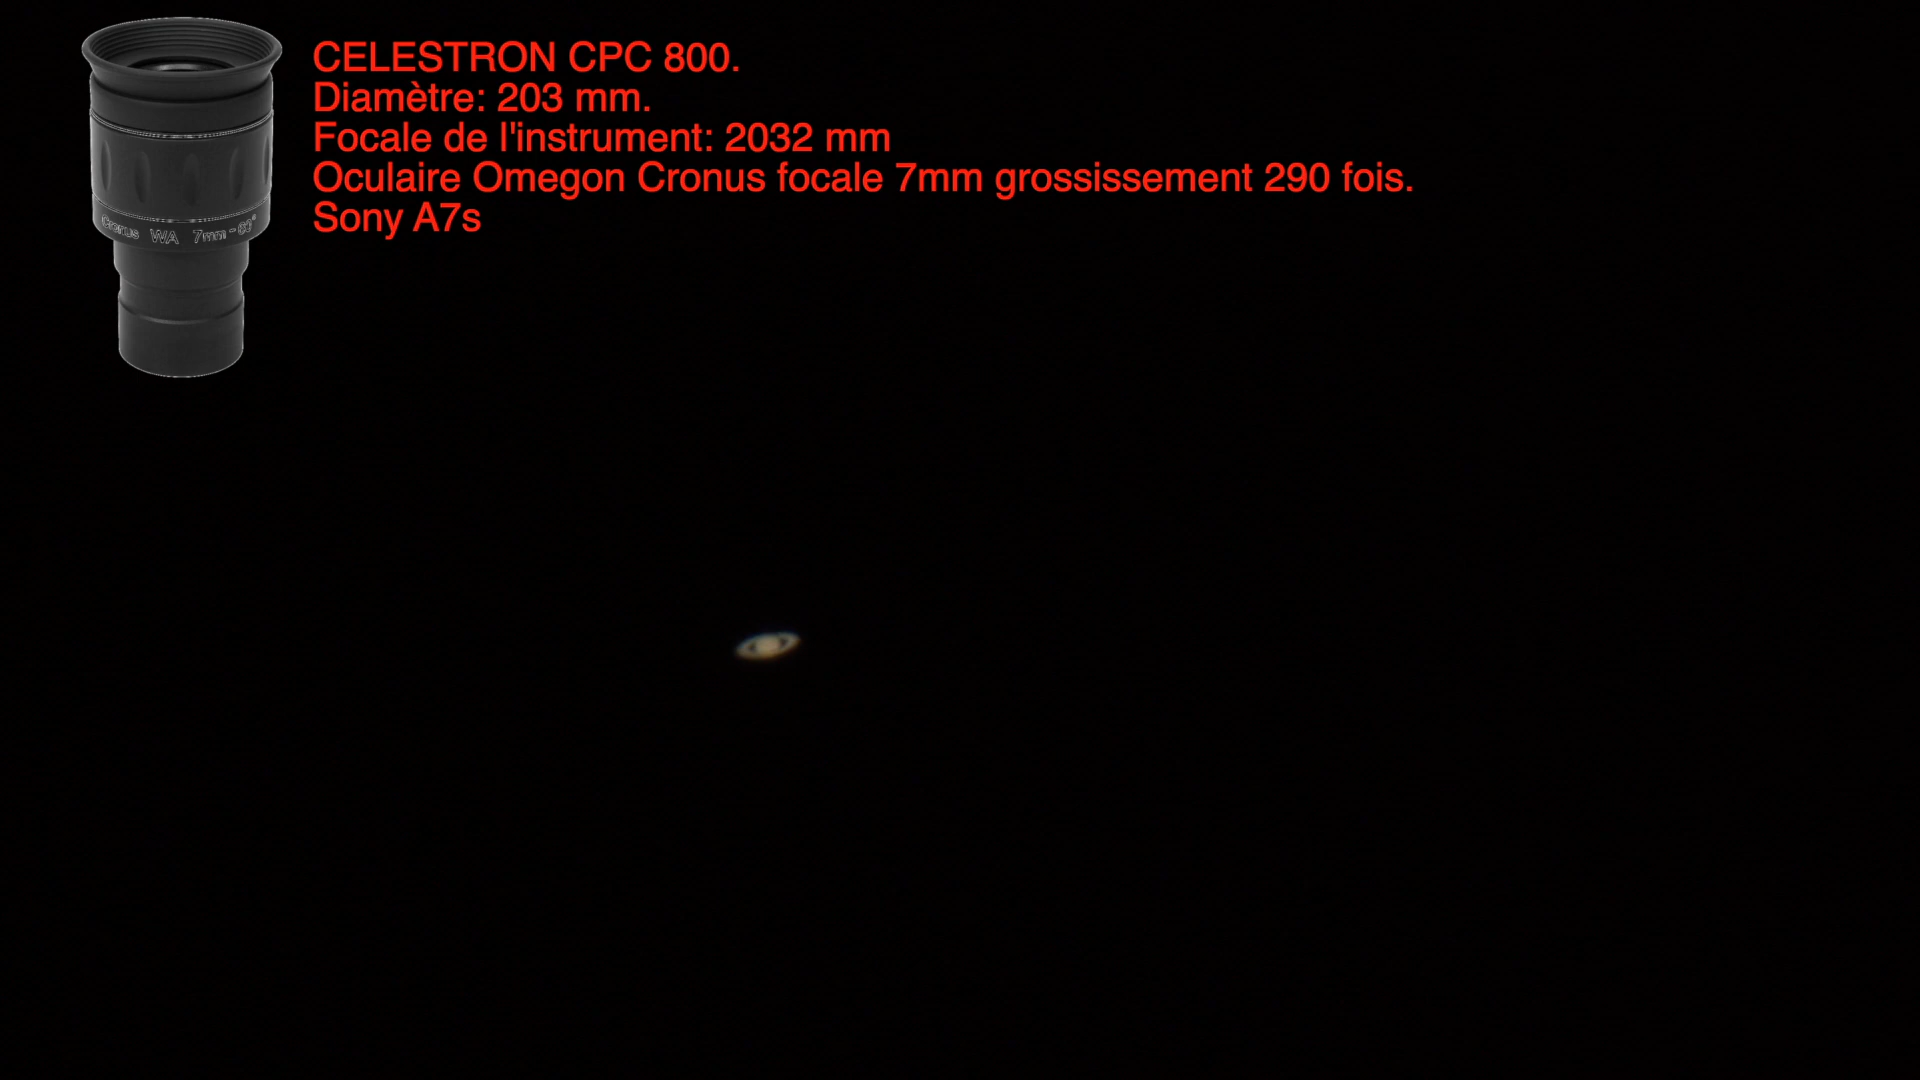 CELESTRON CPC 800.
Diamètre: 203 mm.
Focale de l'instrument: 2032 mm
Oculaire Omegon Cronus focale 7mm grossissement 290 fois.
Sony A7s
Cronus WA 7mm - 60°